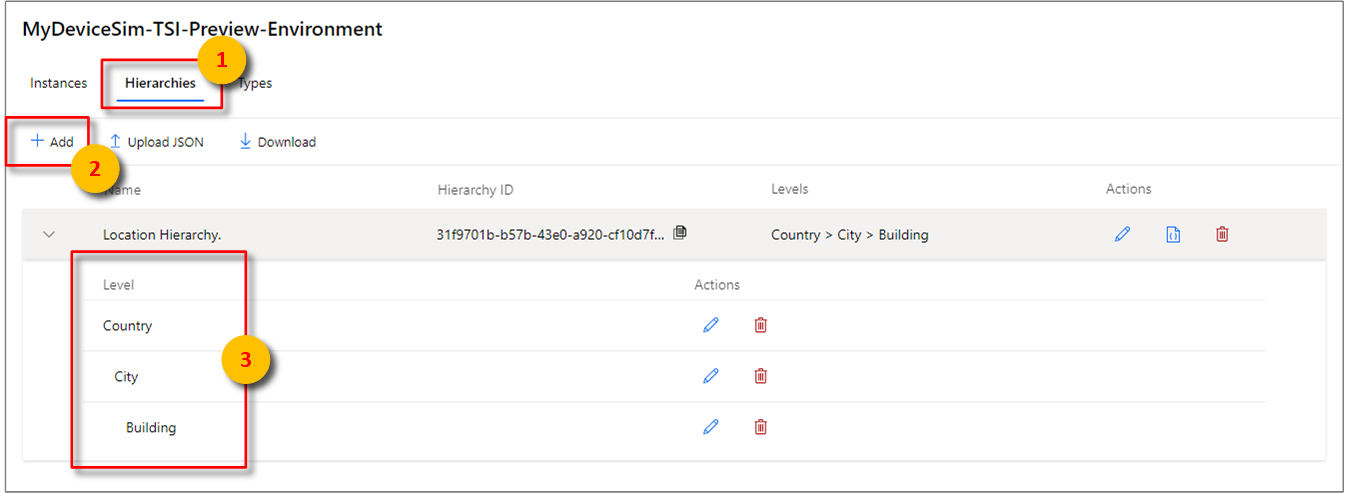 MyDeviceSim-TSI-Preview-Environment
1
Instances Hierarchies Types
+ Add Upload JSON Download
2
Name Hierarchy ID Levels Actions
Location Hierarchy. 31f9701b-b57b-43e0-a920-cf10d7f... Country > City > Building
Level Actions
Country
3
City
Building